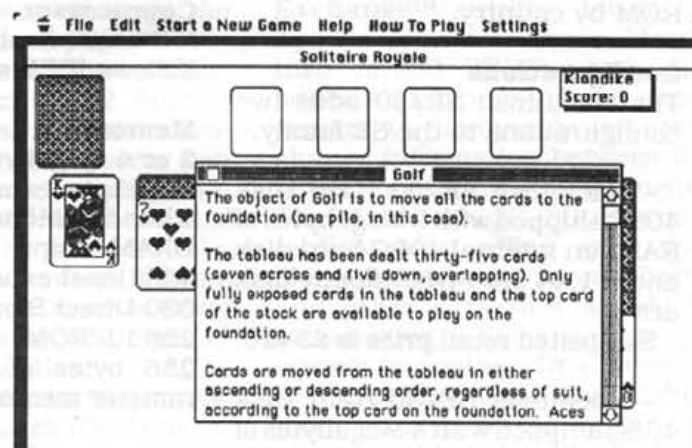 File Edit Start a New Game Help How To Play Settings
Solitaire Royale
Klondike
Score: 0
Golf
The object of Golf is to move all the cards to the
foundation (one pile, in this case).
The tableau has been dealt thirty-five cards
(seven across and five down, overlapping). Only
fully exposed cards in the tableau and the top card
of the stock are available to play on the
foundation.
Cards are moved from the tableau in either
ascending or descending order, regardless of suit,
according to the top card on the foundation. Aces
K
7